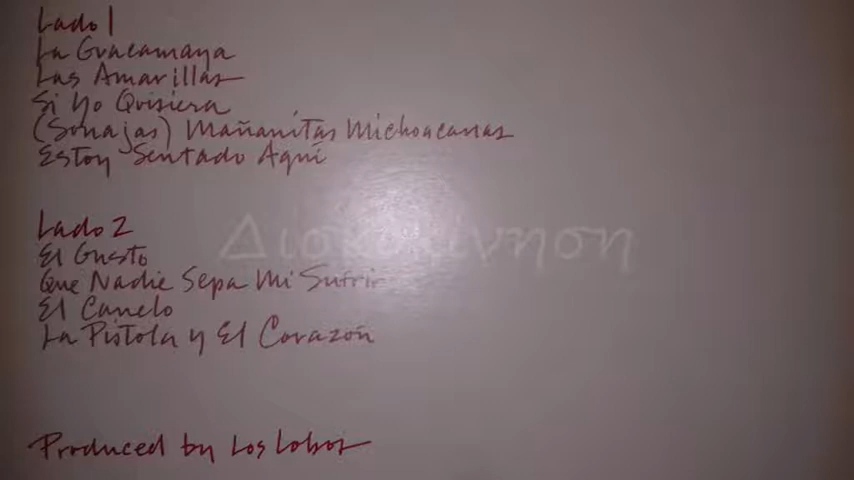 Lado 1
La Guacamaya
Las Amarillas
Si Yo Quisiera
(Sonajas) Mañanitas Michoacanas
Estoy Sentado Aquí
Lado 2
Δισκοκίνηση
El Gusto
Que Nadie Sepa Mi Sufrir
El Canelo
La Pistola y El Corazón
Produced by Los Lobos